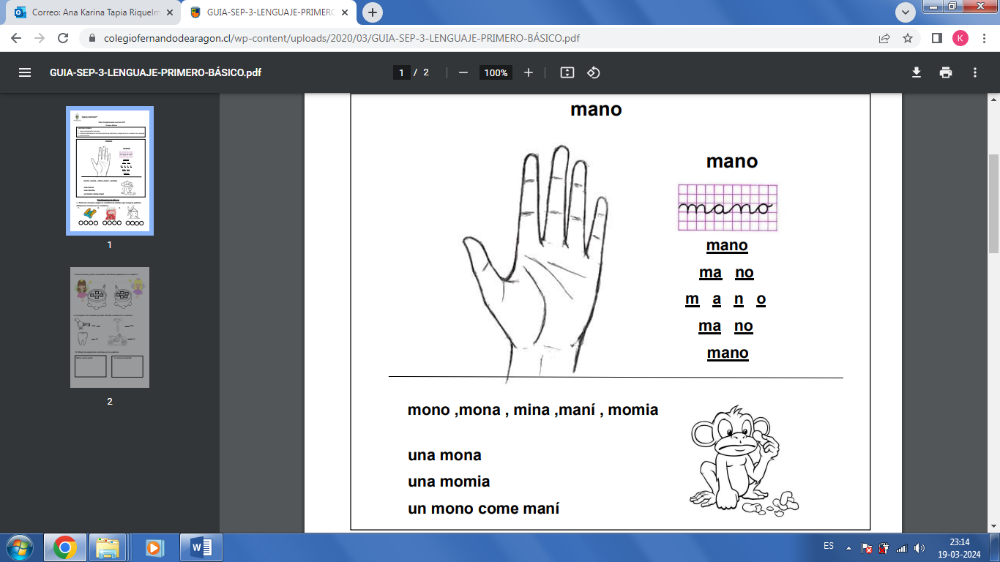 Correo: Ana Karina Tapia Riquelm
GUIA-SEP-3-LENGUAJE-PRIMERO
colegiofernandodearagon.cl/wp-content/uploads/2020/03/GUIA-SEP-3-LENGUAJE-PRIMERO-BÁSICO.pdf
K
GUIA-SEP-3-LENGUAJE-PRIMERO-BÁSICO.pdf
1 / 2
100%
1
2
mano
mano
mano
mano
ma no
m a n o
ma no
mano
mono ,mona , mina ,maní , momia
una mona
una momia
un mono come maní
ES
23:14
19-03-2024